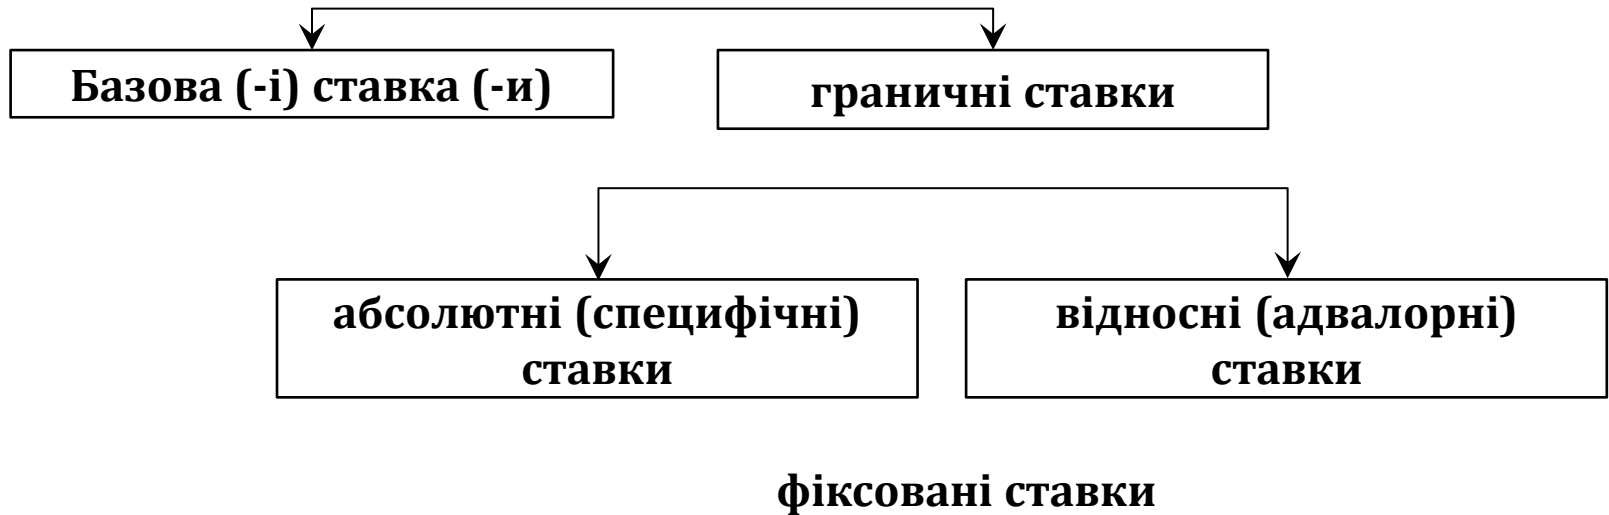 Базова (-і) ставка (-и)
граничні ставки
абсолютні (специфічні)
ставки
відносні (адвалорні)
ставки
фіксовані ставки